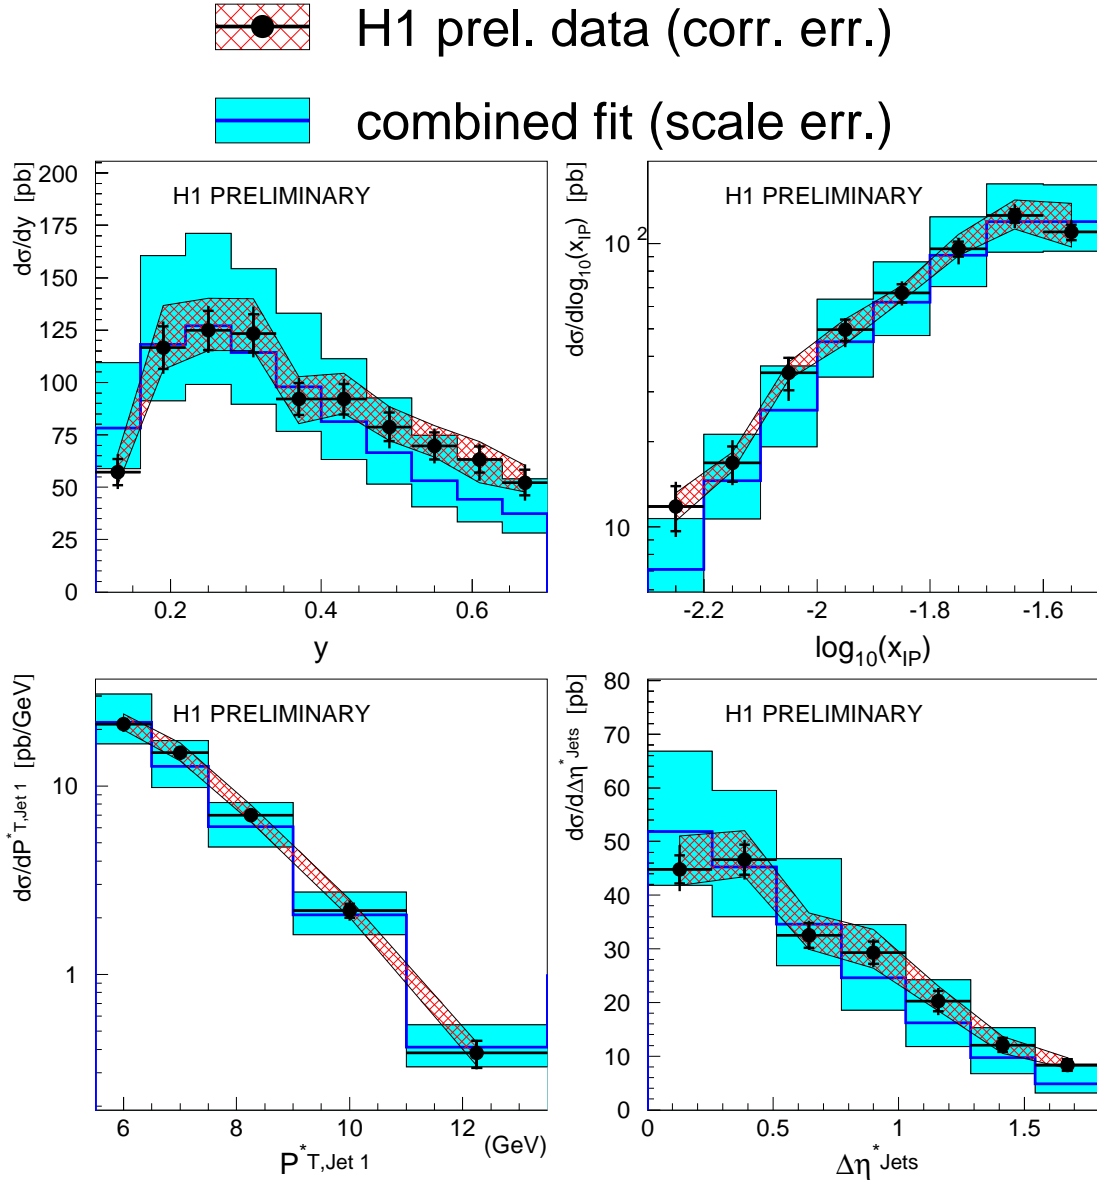 H1 prel. data (corr. err.)
combined fit (scale err.)
dσ/dy [pb]
H1 PRELIMINARY
200
175
150
125
100
75
50
25
0
0.2 0.4 0.6
y
dσ/dlog₁₀(x_IP) [pb]
H1 PRELIMINARY
10²
10
-2.2 -2 -1.8 -1.6
log₁₀(x_IP)
dσ/dP*T,Jet 1 [pb/GeV]
H1 PRELIMINARY
10
1
6 8 10 12 (GeV)
P*T,Jet 1
dσ/dΔη*Jets [pb]
H1 PRELIMINARY
80
70
60
50
40
30
20
10
0
0 0.5 1 1.5
Δη*Jets